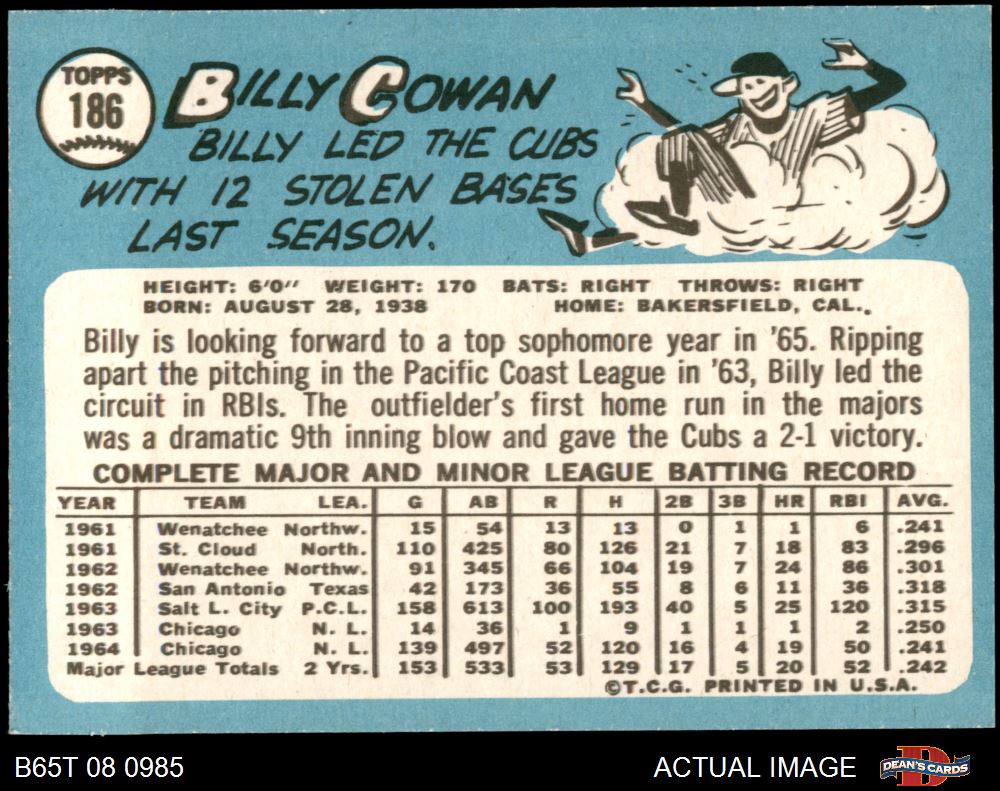 TOPPS
186
BILLY COWAN
BILLY LED THE CUBS
WITH 12 STOLEN BASES
LAST SEASON.
HEIGHT: 6'0" WEIGHT: 170 BATS: RIGHT THROWS: RIGHT
BORN: AUGUST 28, 1938 HOME: BAKERSFIELD, CAL..
Billy is looking forward to a top sophomore year in '65. Ripping
apart the pitching in the Pacific Coast League in '63, Billy led the
circuit in RBIs. The outfielder's first home run in the majors
was a dramatic 9th inning blow and gave the Cubs a 2-1 victory.
COMPLETE MAJOR AND MINOR LEAGUE BATTING RECORD
YEAR TEAM LEA. G AB R H 2B 3B HR RBI AVG.
1961 Wenatchee Northw. 15 54 13 13 0 1 1 6 .241
1961 St. Cloud North. 110 425 80 126 21 7 18 83 .296
1962 Wenatchee Northw. 91 345 66 104 19 7 24 86 .301
1962 San Antonio Texas 42 173 36 55 8 6 11 36 .318
1963 Salt L. City P.C.L. 158 613 100 193 40 5 25 120 .315
1963 Chicago N. L. 14 36 1 9 1 1 1 2 .250
1964 Chicago N. L. 139 497 52 120 16 4 19 50 .241
Major League Totals 2 Yrs. 153 533 53 129 17 5 20 52 .242
©T.C.G. PRINTED IN U.S.A.
B65T 08 0985 ACTUAL IMAGE D DEAN'S CARDS